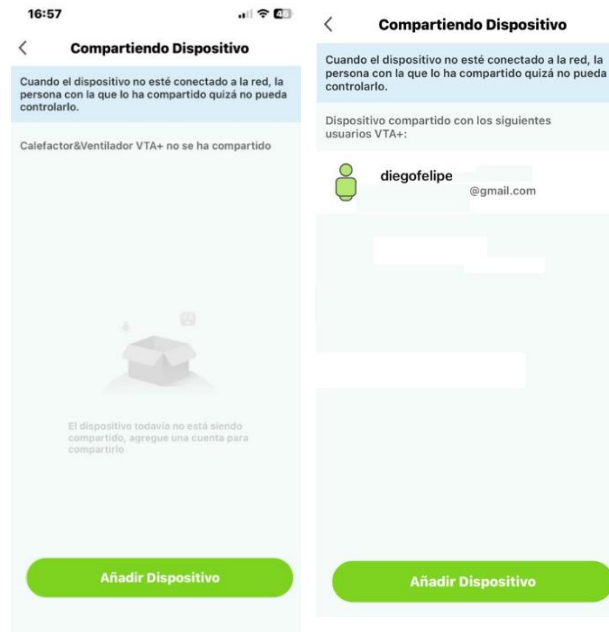 16:57
Compartiendo Dispositivo
Cuando el dispositivo no esté conectado a la red, la
persona con la que lo ha compartido quizá no pueda
controlarlo.
Calefactor&Ventilador VTA+ no se ha compartido
El dispositivo todavía no está siendo
compartido, agregue una cuenta para
compartirlo
Añadir Dispositivo
Compartiendo Dispositivo
Cuando el dispositivo no esté conectado a la red, la
persona con la que lo ha compartido quizá no pueda
controlarlo.
Dispositivo compartido con los siguientes
usuarios VTA+:
diegofelipe
@gmail.com
Añadir Dispositivo